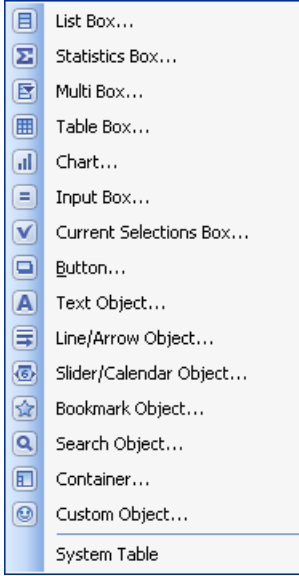 List Box...
Statistics Box...
Multi Box...
Table Box...
Chart...
Input Box...
Current Selections Box...
Button...
Text Object...
Line/Arrow Object...
Slider/Calendar Object...
Bookmark Object...
Search Object...
Container...
Custom Object...
System Table